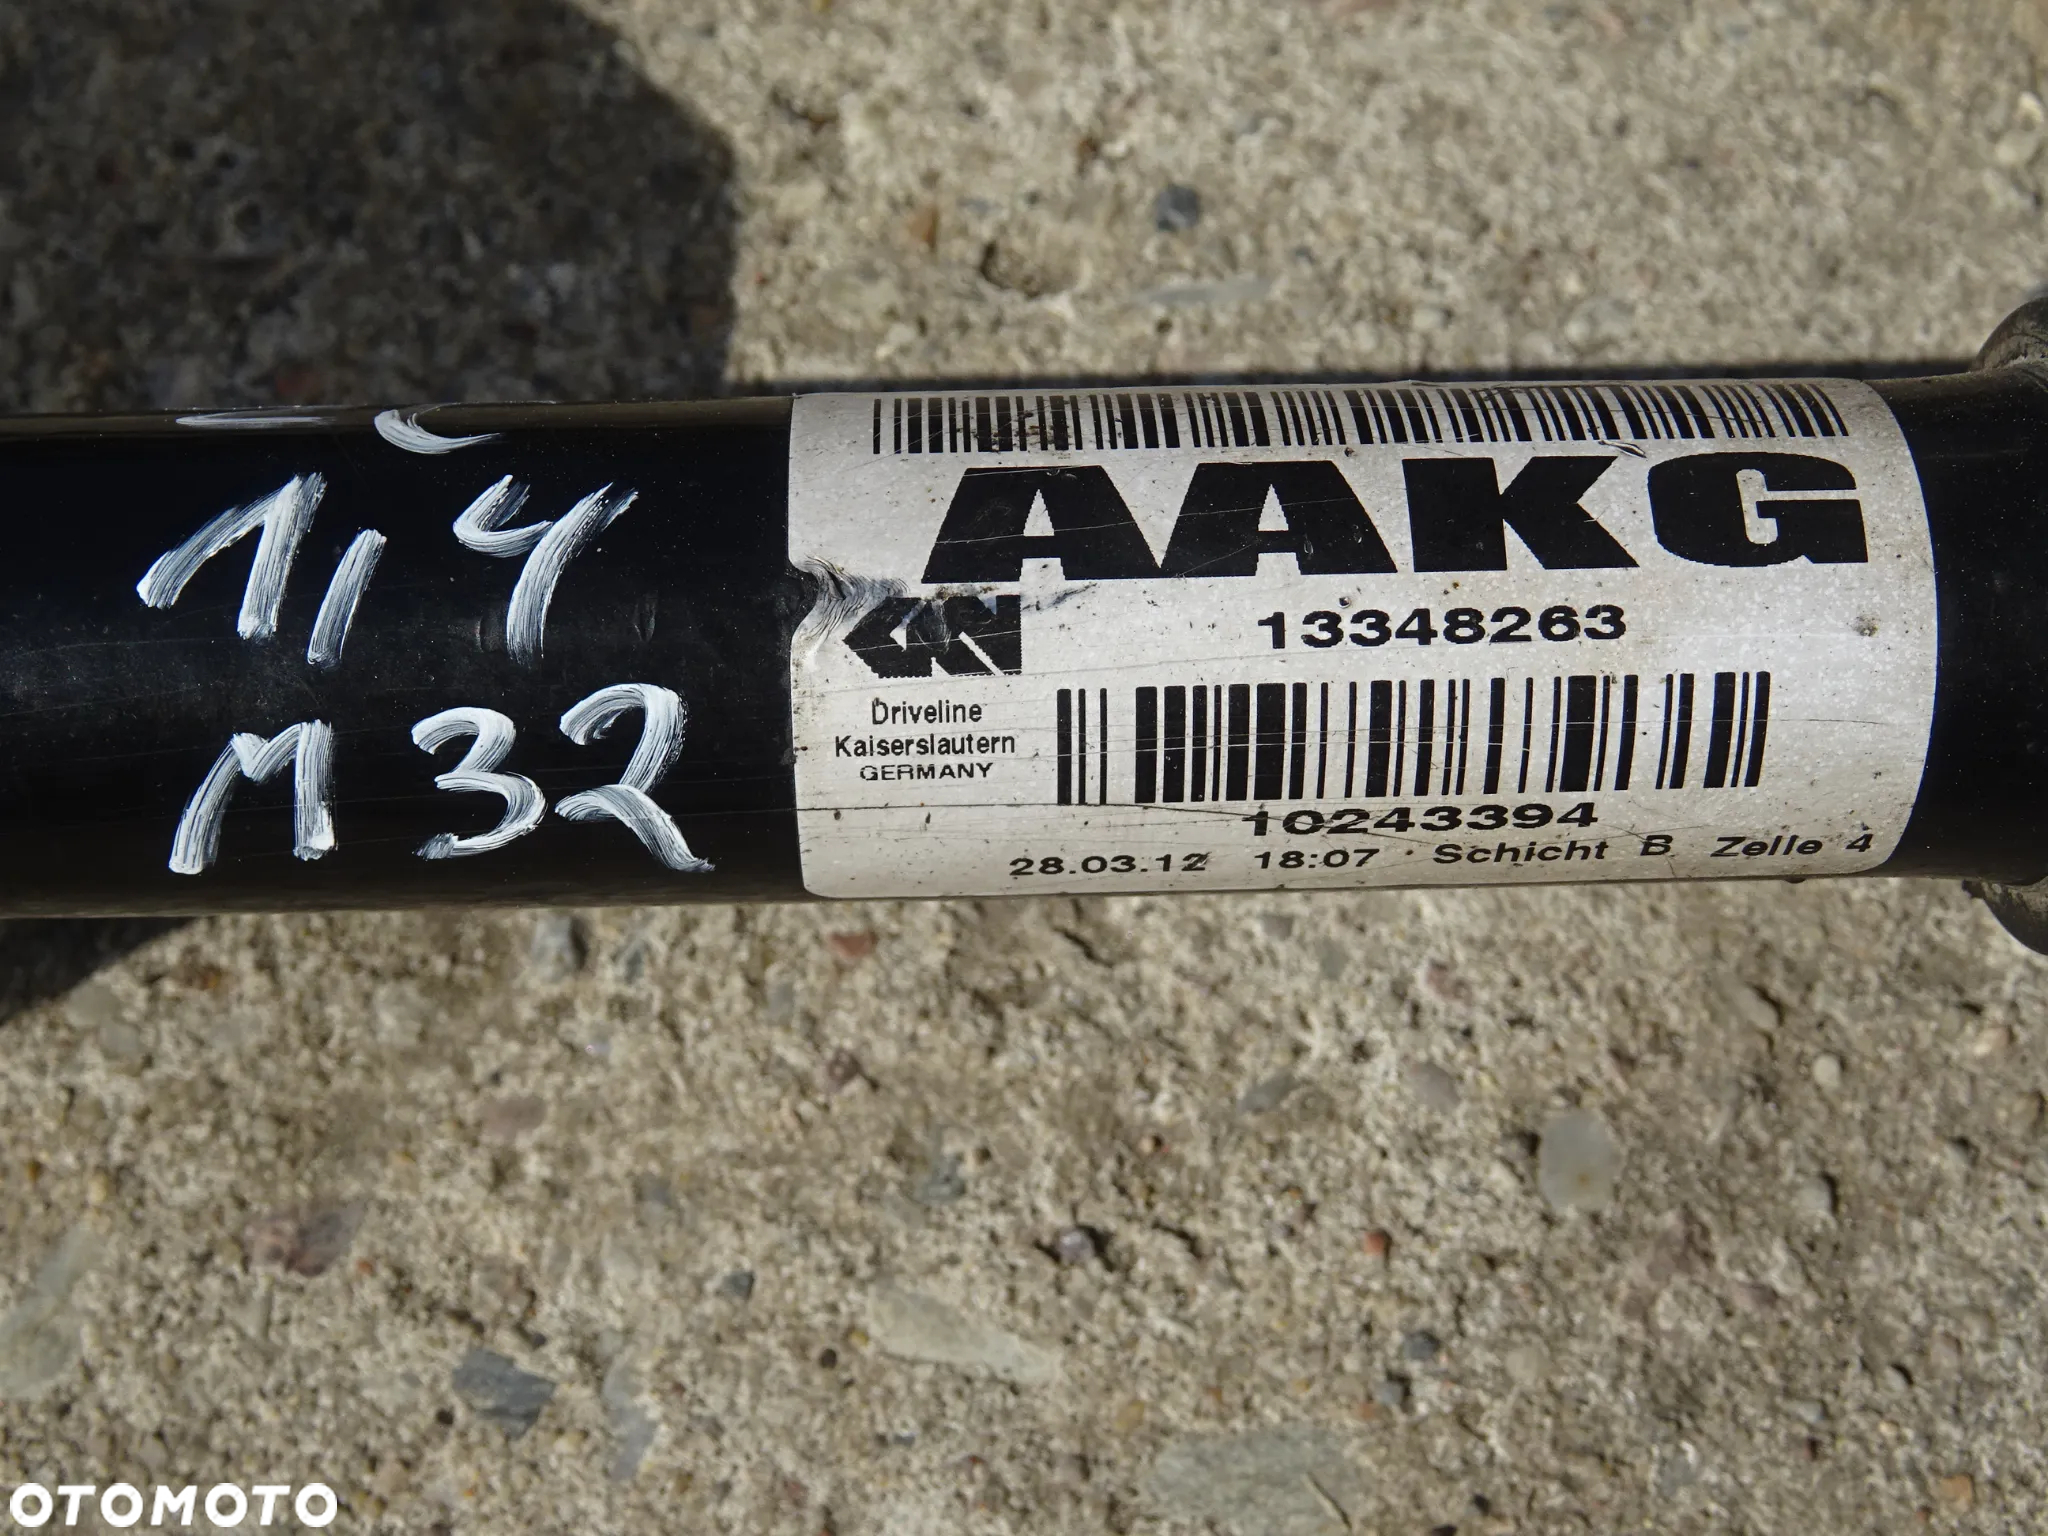 1,4
M32
AAKG
13348263
Driveline
Kaiserslautern
GERMANY
10243394
28.03.12 18:07 Schicht B Zelle 4
OTOMOTO